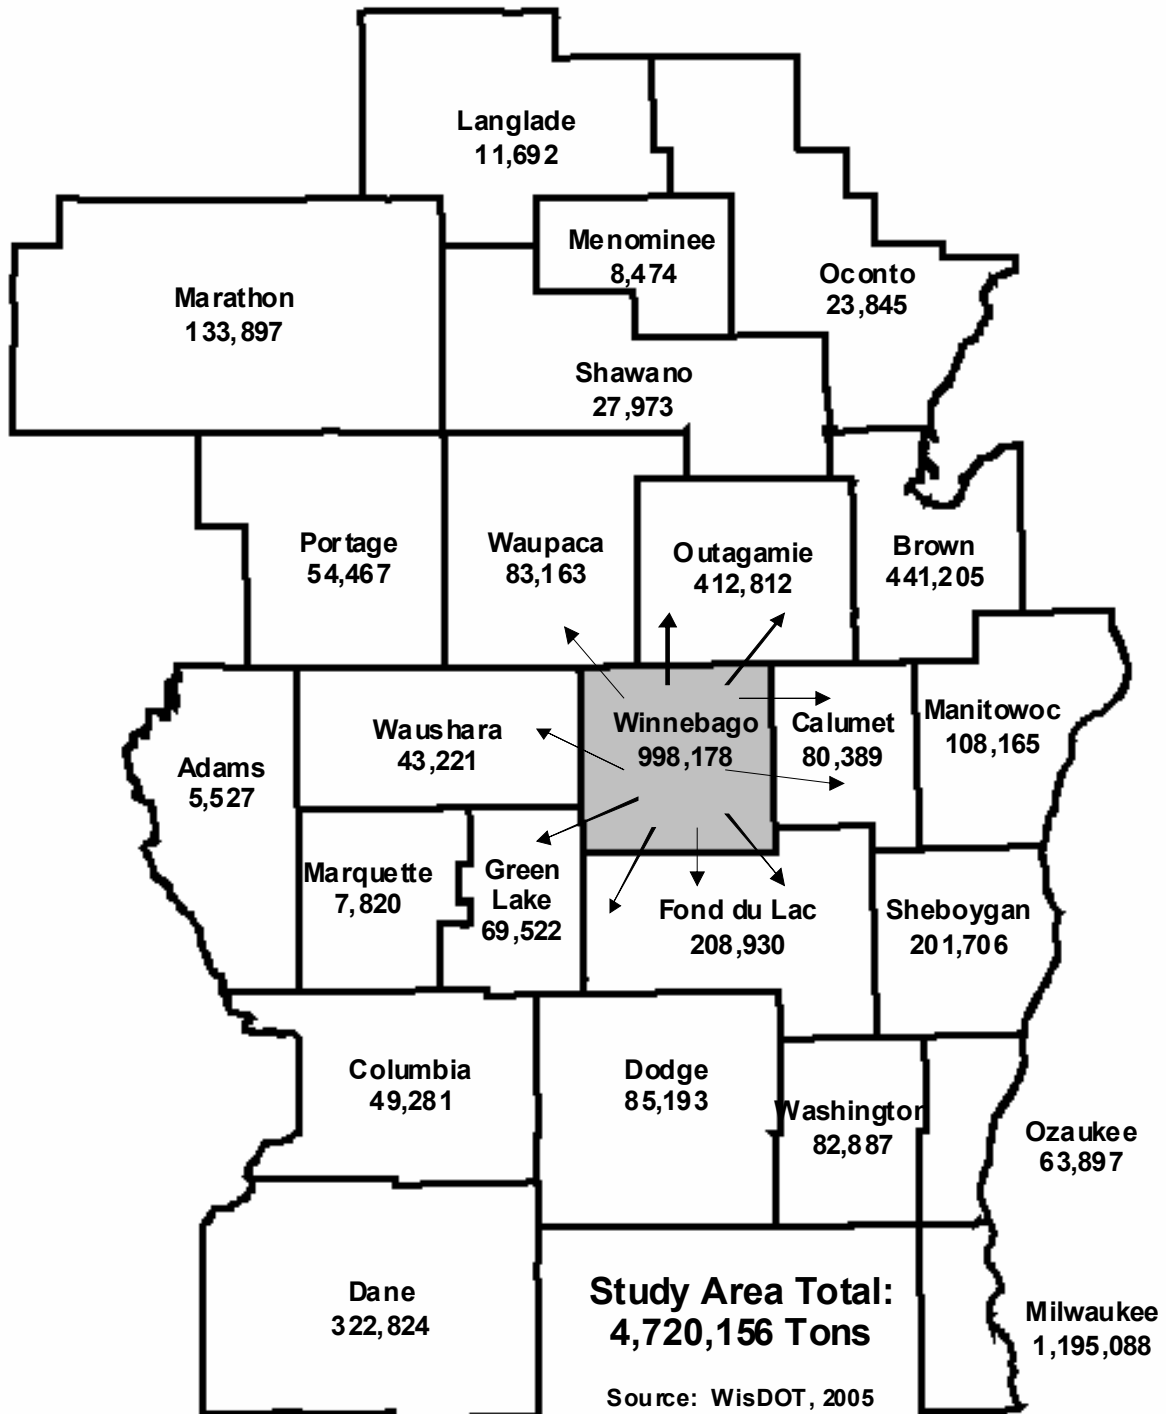 Langlade
11,692
Menominee
8,474
Oconto
23,845
Marathon
133,897
Shawano
27,973
Portage
54,467
Waupaca
83,163
Outagamie
412,812
Brown
441,205
Winnebago
998,178
Calumet
80,389
Manitowoc
108,165
Waushara
43,221
Adams
5,527
Marquette
7,820
Green
Lake
69,522
Fond du Lac
208,930
Sheboygan
201,706
Columbia
49,281
Dodge
85,193
Washington
82,887
Ozaukee
63,897
Dane
322,824
Study Area Total:
4,720,156 Tons
Milwaukee
1,195,088
Source: WisDOT, 2005